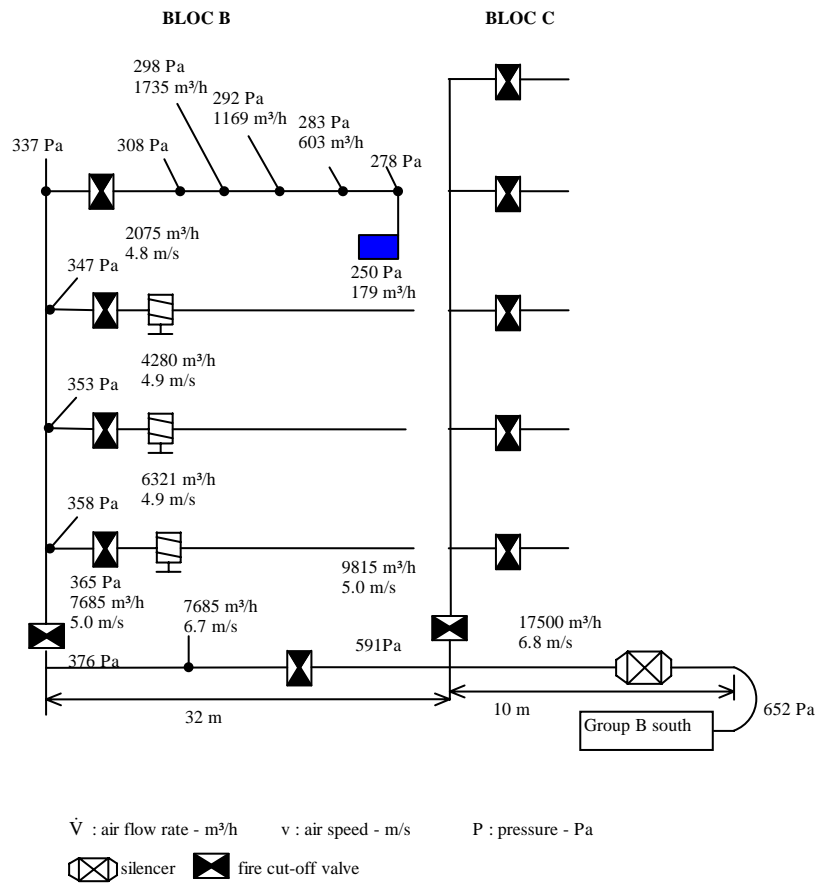 BLOC B
BLOC C
298 Pa
1735 m³/h
292 Pa
1169 m³/h
283 Pa
603 m³/h
337 Pa
308 Pa
278 Pa
2075 m³/h
4.8 m/s
250 Pa
179 m³/h
347 Pa
4280 m³/h
4.9 m/s
353 Pa
6321 m³/h
4.9 m/s
358 Pa
365 Pa
7685 m³/h
5.0 m/s
7685 m³/h
6.7 m/s
9815 m³/h
5.0 m/s
17500 m³/h
6.8 m/s
376 Pa
591Pa
32 m
10 m
652 Pa
Group B south
V̇ : air flow rate - m³/h
v : air speed - m/s
P : pressure - Pa
silencer
fire cut-off valve